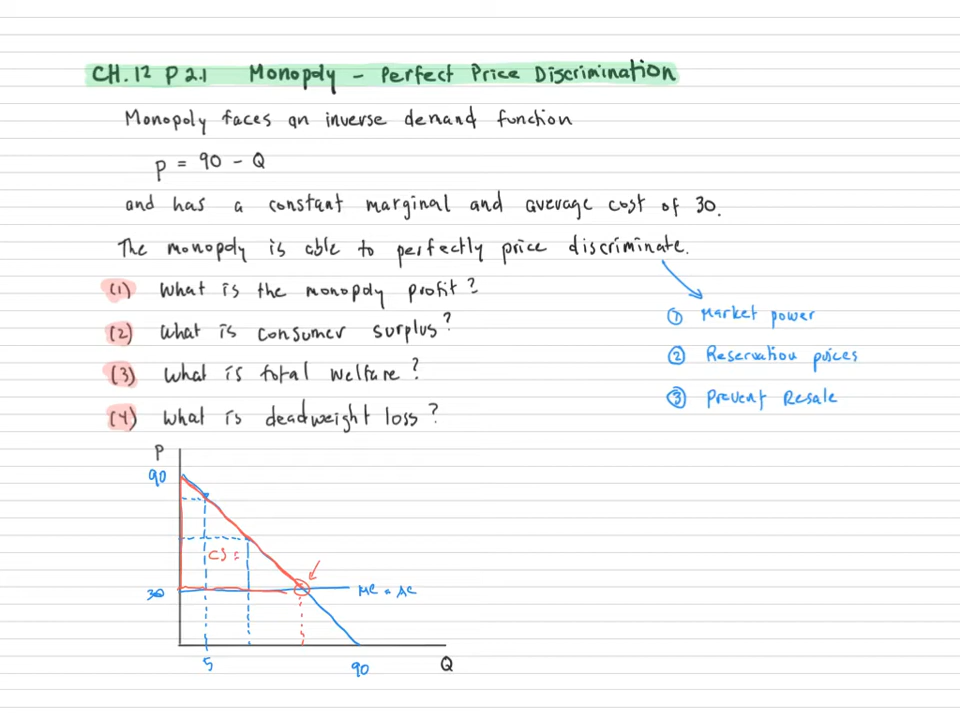 CH.12 P 2.1 Monopoly - Perfect Price Discrimination
Monopoly faces an inverse demand function
p = 90 - Q
and has a constant marginal and average cost of 30.
The monopoly is able to perfectly price discriminate.
(1) What is the monopoly profit?
① Market power
(2) What is consumer surplus?
② Reservation prices
(3) What is total welfare?
③ Prevent Resale
(4) What is deadweight loss?
P
90
CS =
30
MC = AC
5
90
Q